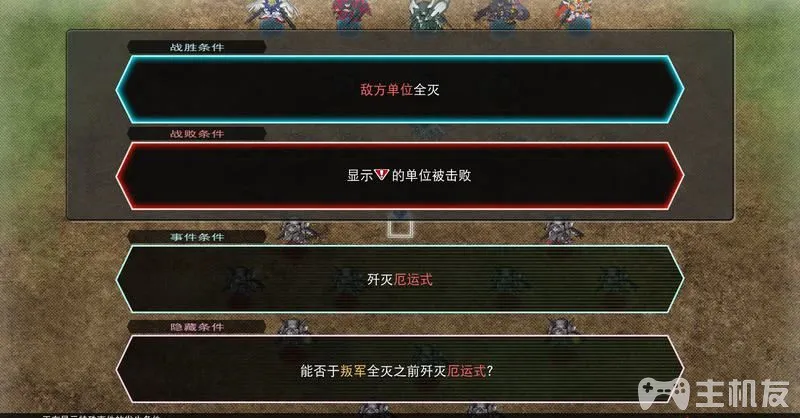 战胜条件
敌方单位全灭
战败条件
显示 的单位被击败
事件条件
歼灭厄运式
隐藏条件
能否于叛军全灭之前歼灭厄运式?
主机友